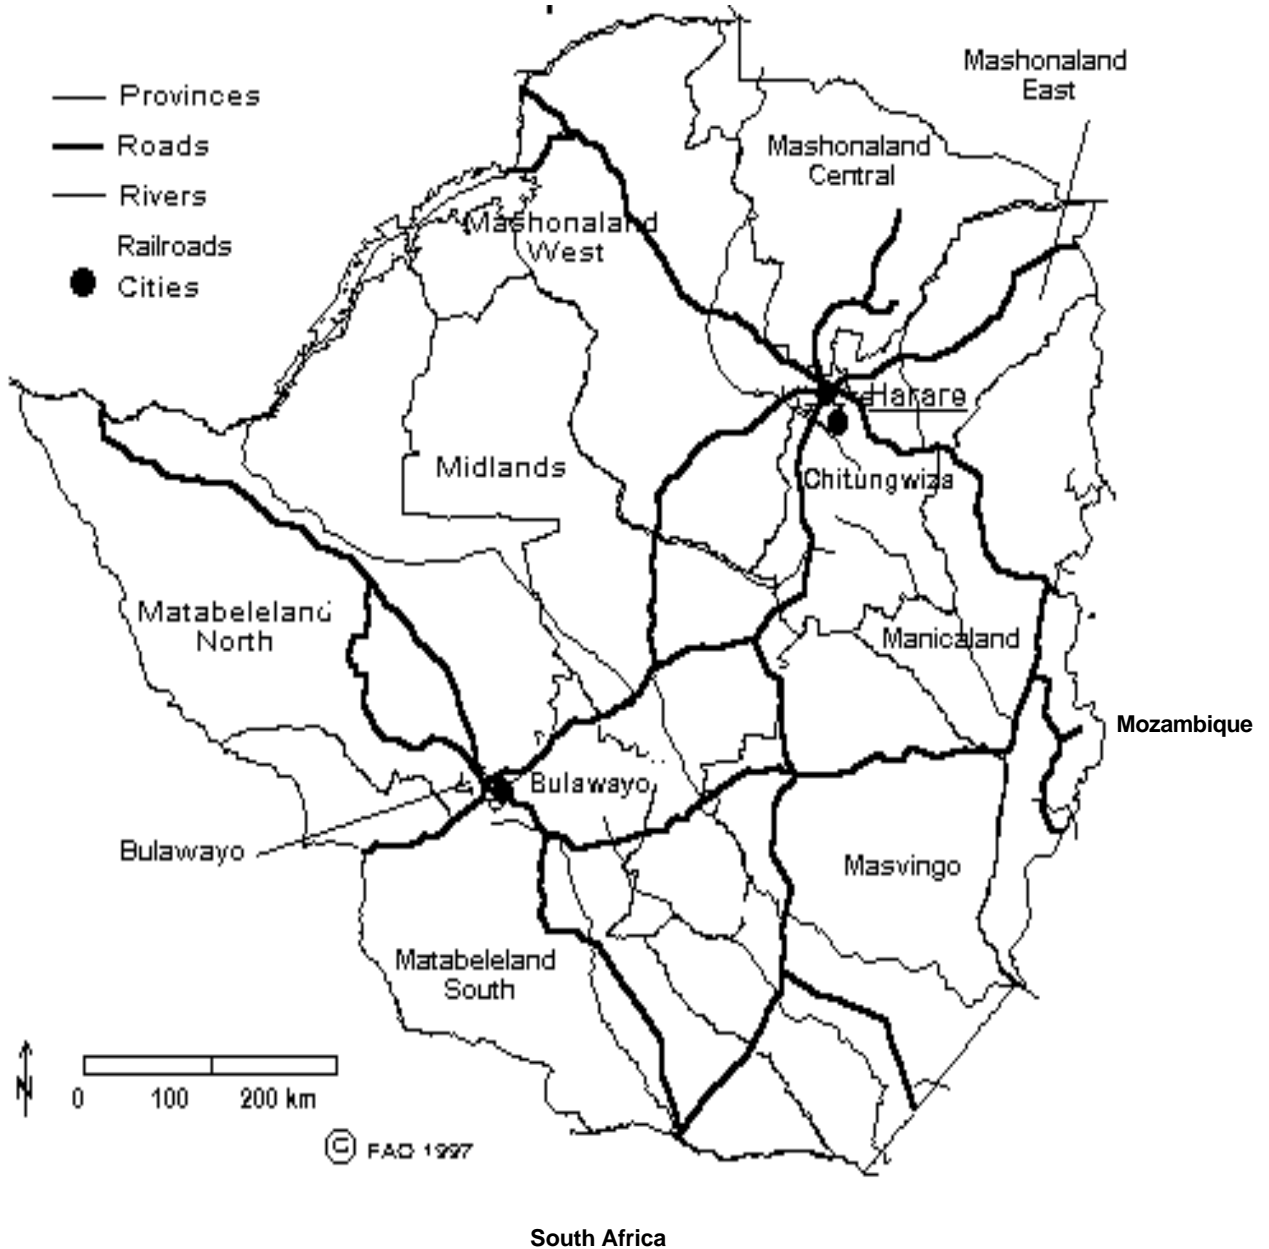 Mashonaland
East
Provinces
Roads
Rivers
Railroads
Cities
Mashonaland
Central
Mashonaland
West
Harare
Midlands
Chitungwiza
Matabeleland
North
Manicaland
Mozambique
Bulawayo
Bulawayo
Masvingo
Matabeleland
South
N
0 100 200 km
© FAO 1997
South Africa